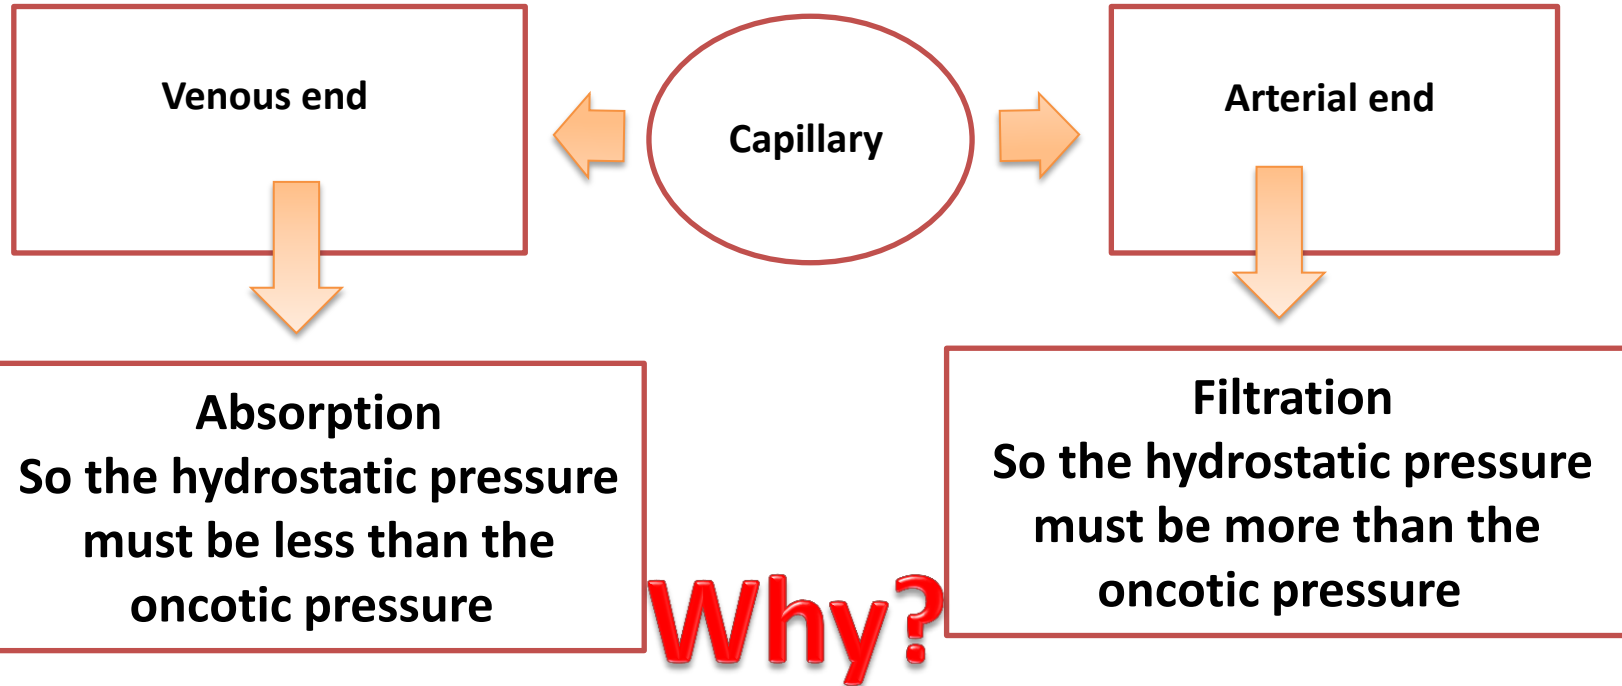 Venous end
Capillary
Arterial end
Absorption
So the hydrostatic pressure
must be less than the
oncotic pressure
Filtration
So the hydrostatic pressure
must be more than the
oncotic pressure
Why?